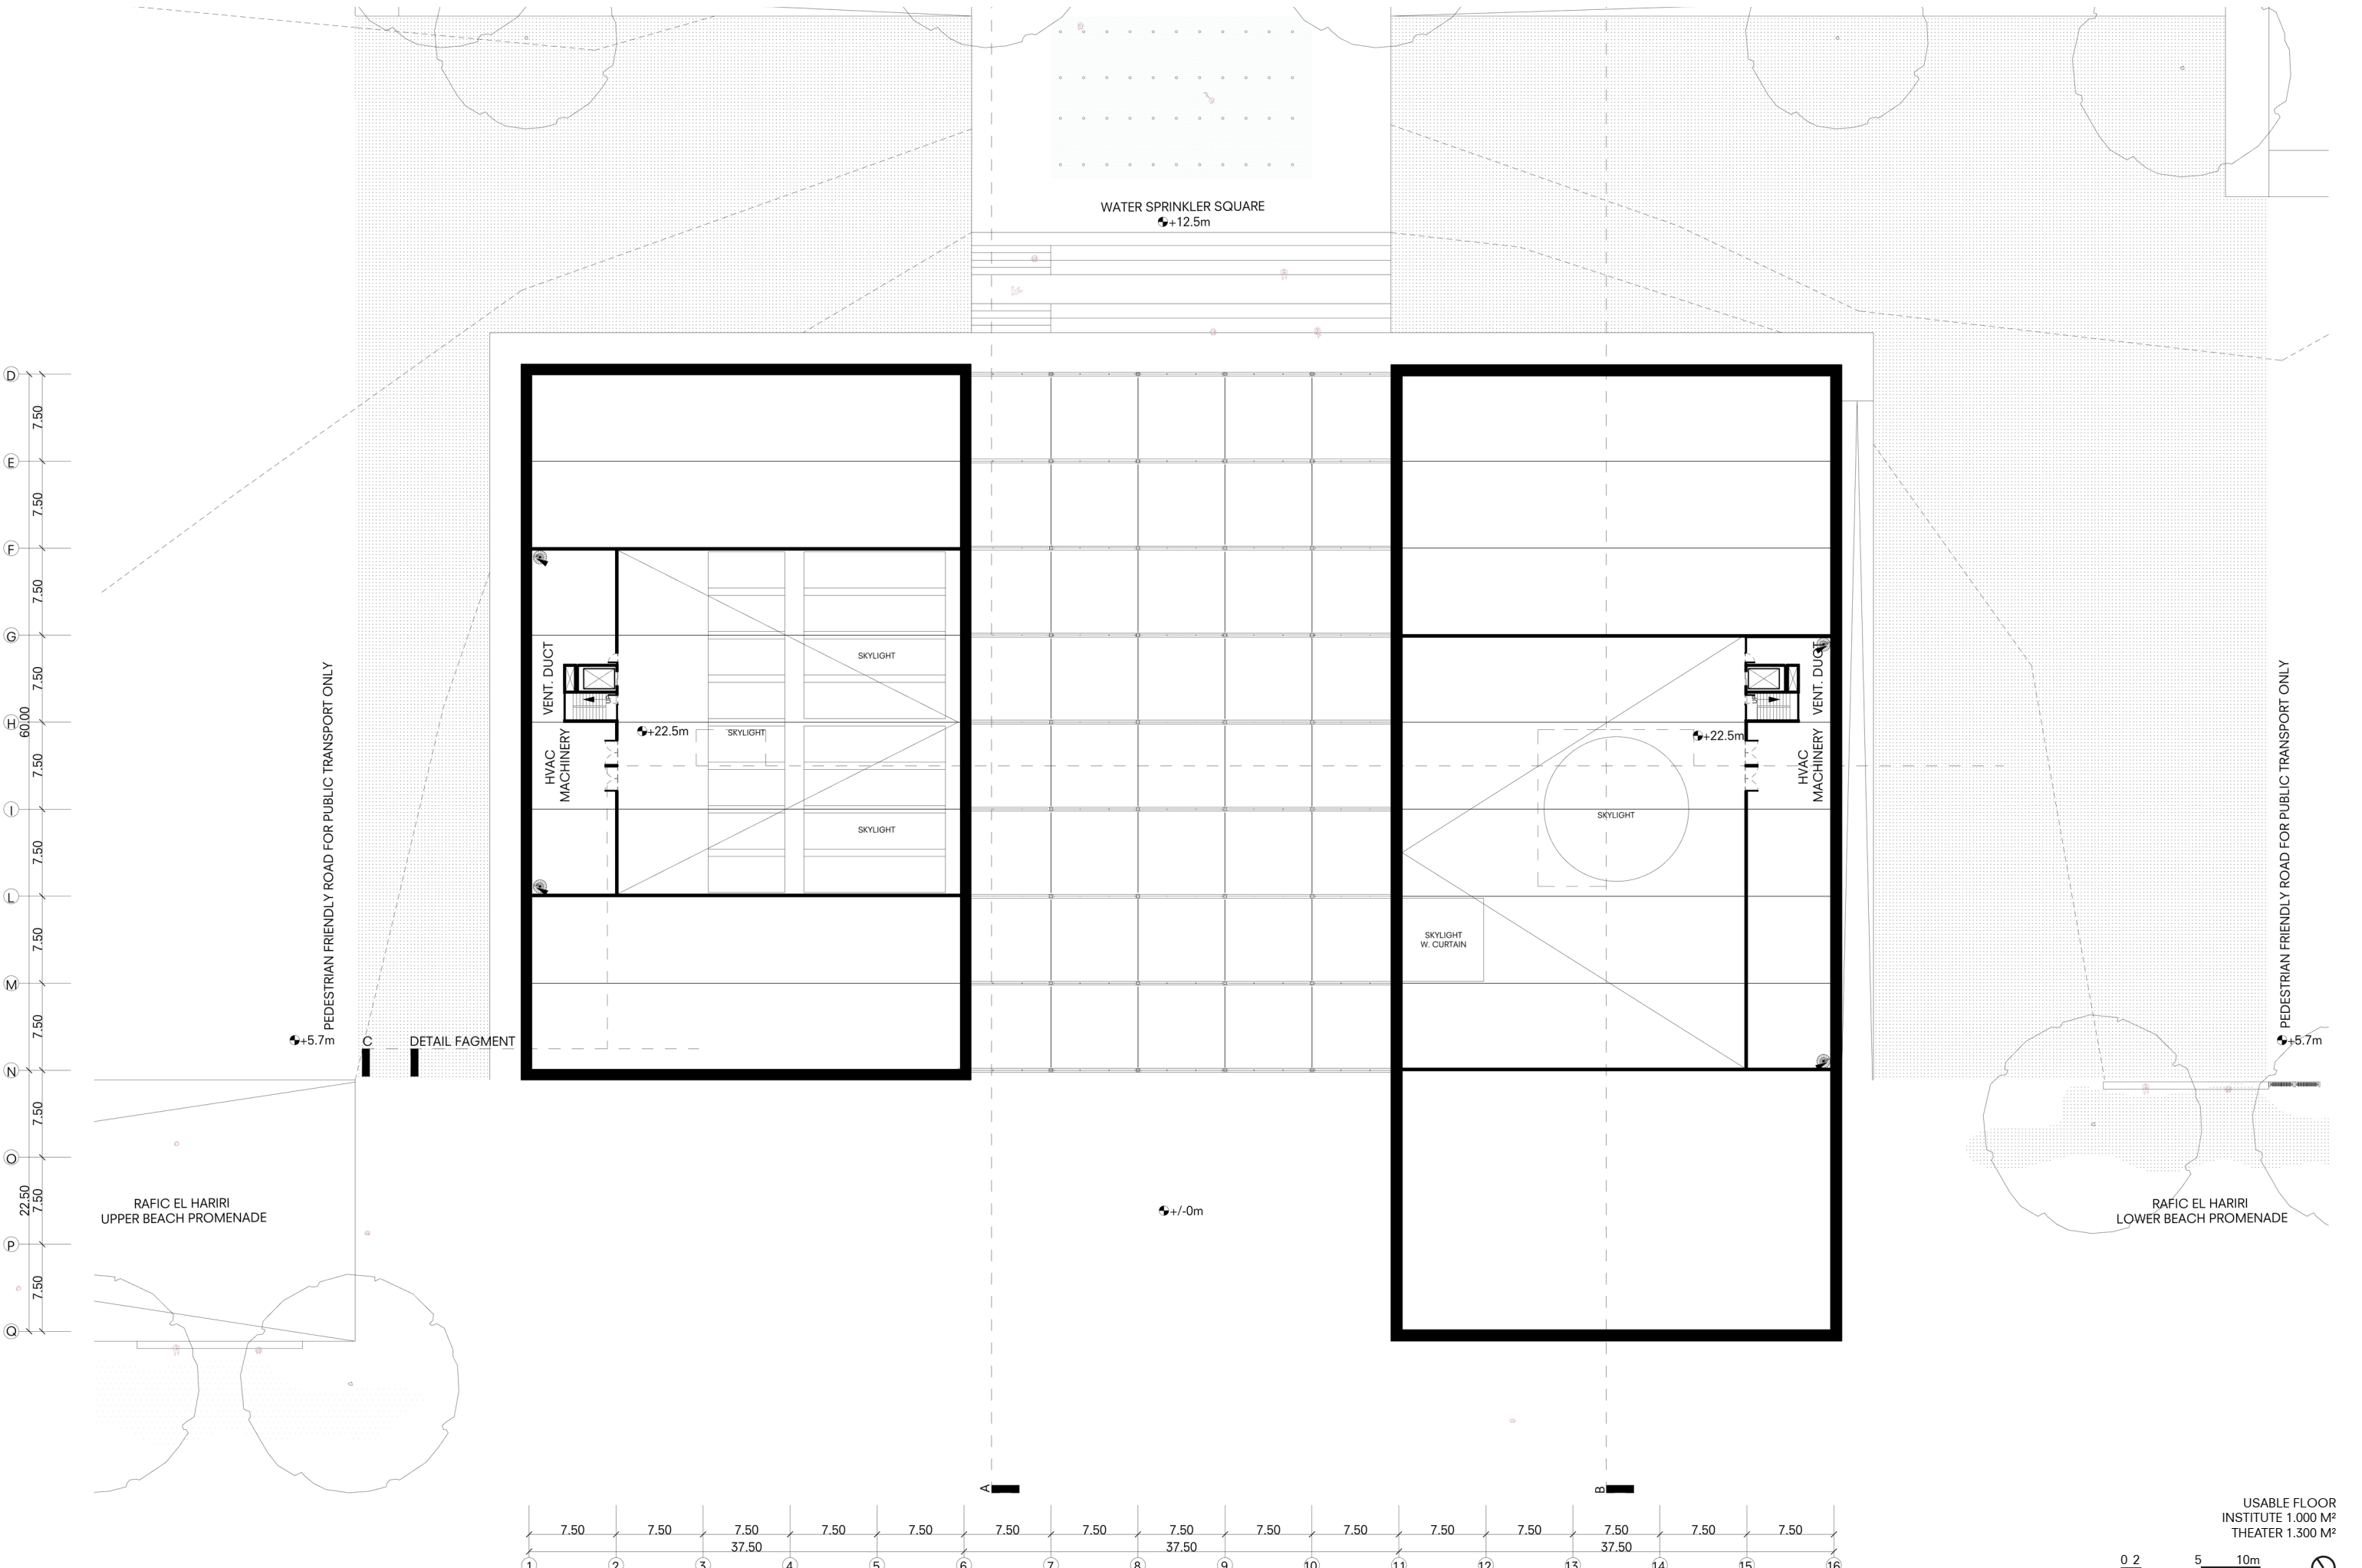 WATER SPRINKLER SQUARE
+12.5m
D
7.50
E
7.50
F
7.50
G
7.50
H
60.00
7.50
I
7.50
L
7.50
M
7.50
N
7.50
O
22.50
7.50
P
7.50
Q
PEDESTRIAN FRIENDLY ROAD FOR PUBLIC TRANSPORT ONLY
+5.7m
C
DETAIL FAGMENT
VENT. DUCT
HVAC
MACHINERY
+22.5m
SKYLIGHT
SKYLIGHT
SKYLIGHT
+22.5m
SKYLIGHT
SKYLIGHT
W. CURTAIN
VENT. DUCT
HVAC
MACHINERY
PEDESTRIAN FRIENDLY ROAD FOR PUBLIC TRANSPORT ONLY
+5.7m
RAFIC EL HARIRI
UPPER BEACH PROMENADE
+/-0m
RAFIC EL HARIRI
LOWER BEACH PROMENADE
A
B
7.50 7.50 7.50 7.50 7.50 7.50 7.50 7.50 7.50 7.50 7.50 7.50 7.50 7.50 7.50
37.50 37.50 37.50
1 2 3 4 5 6 7 8 9 10 11 12 13 14 15 16
USABLE FLOOR
INSTITUTE 1.000 M²
THEATER 1.300 M²
0 2 5 10m